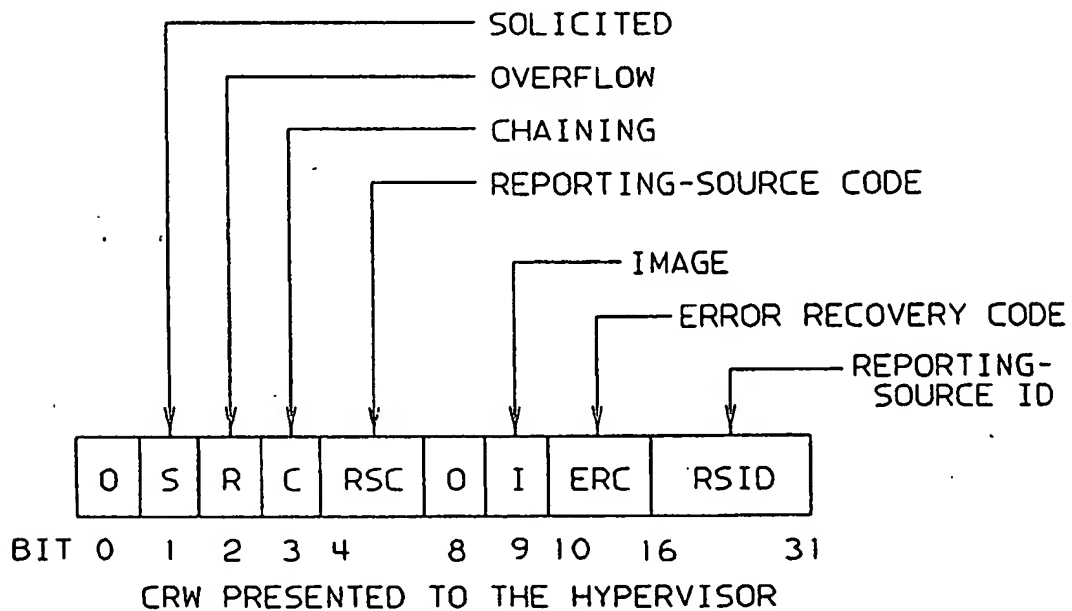 SOLICITED
OVERFLOW
CHAINING
REPORTING-SOURCE CODE
IMAGE
ERROR RECOVERY CODE
REPORTING-
SOURCE ID
0 S R C RSC 0 I ERC RSID
BIT 0 1 2 3 4 8 9 10 16 31
CRW PRESENTED TO THE HYPERVISOR